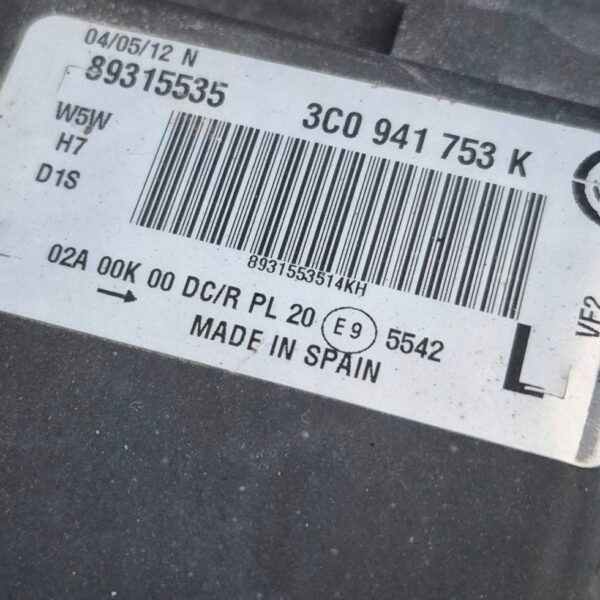 04/05/12 N
89315535
3C0 941 753 K
W5W
H7
D1S
8931553514KH
02A 00K 00 DC/R PL 20 E9 5542
MADE IN SPAIN
L
VF2